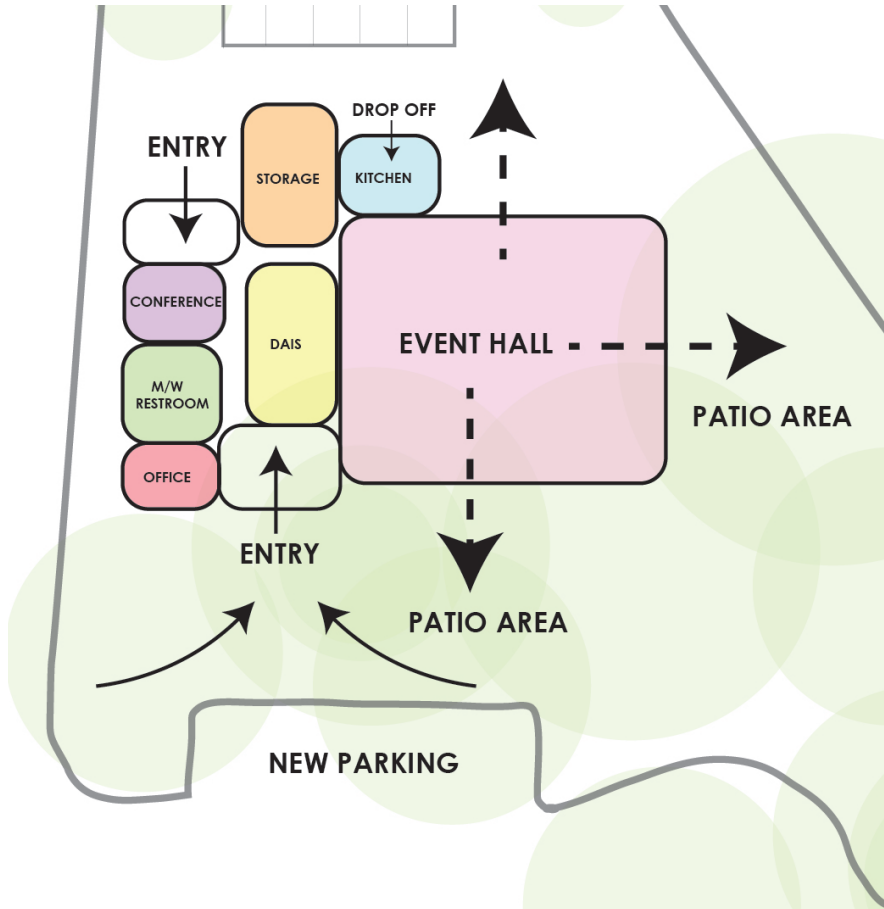 DROP OFF
ENTRY
STORAGE
KITCHEN
CONFERENCE
DAIS
EVENT HALL
M/W
RESTROOM
PATIO AREA
OFFICE
ENTRY
PATIO AREA
NEW PARKING